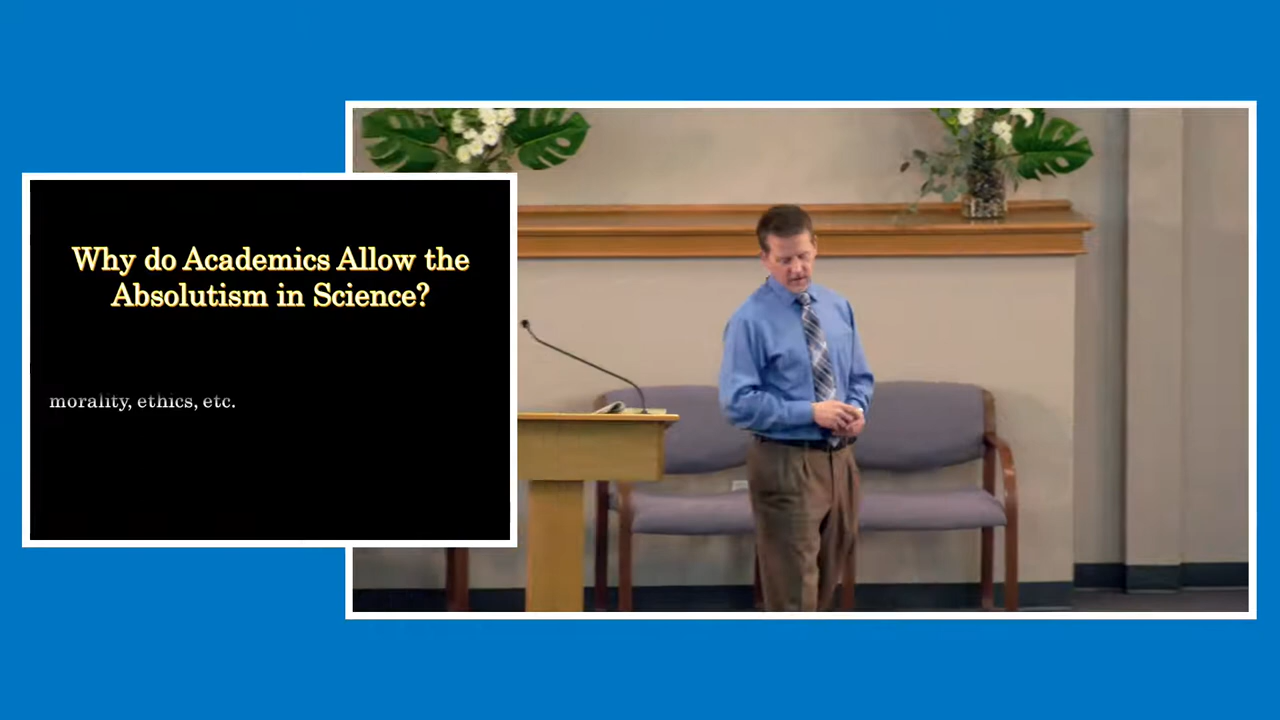 Why do Academics Allow the
Absolutism in Science?
morality, ethics, etc.